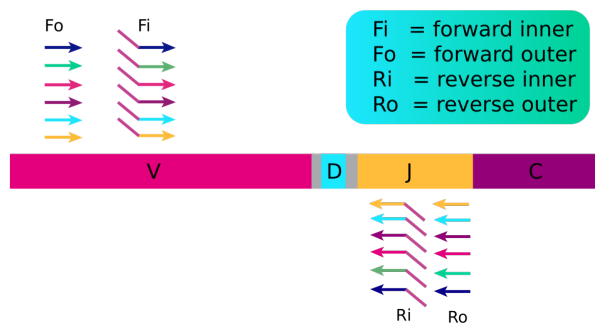 Fo
Fi
Fi = forward inner
Fo = forward outer
Ri = reverse inner
Ro = reverse outer
V
D
J
C
Ri
Ro